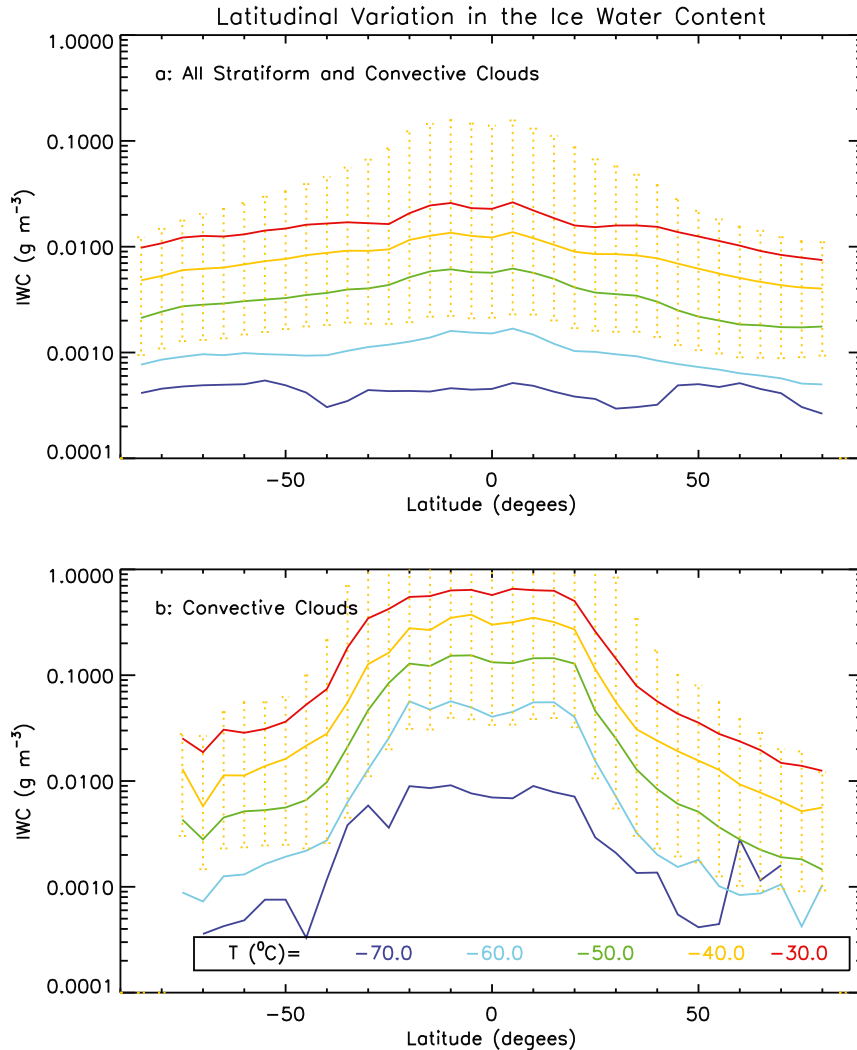 Latitudinal Variation in the Ice Water Content
1.0000
a: All Stratiform and Convective Clouds
0.1000
IWC (g m⁻³)
0.0100
0.0010
0.0001
−50 0 50
Latitude (degees)
1.0000
b: Convective Clouds
0.1000
IWC (g m⁻³)
0.0100
0.0010
T (⁰C)= −70.0 −60.0 −50.0 −40.0 −30.0
0.0001
−50 0 50
Latitude (degees)